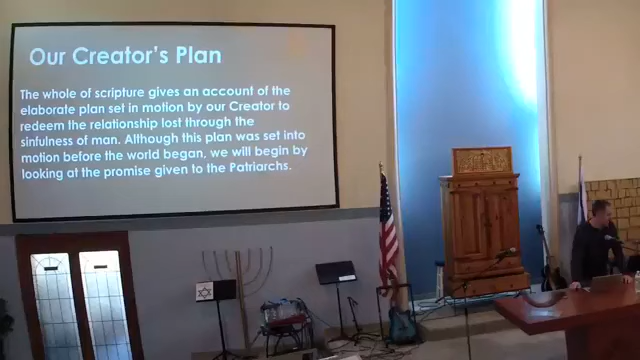 Our Creator's Plan
The whole of scripture gives an account of the
elaborate plan set in motion by our Creator to
redeem the relationship lost through the
sinfulness of man. Although this plan was set into
motion before the world began, we will begin by
looking at the promise given to the Patriarchs.